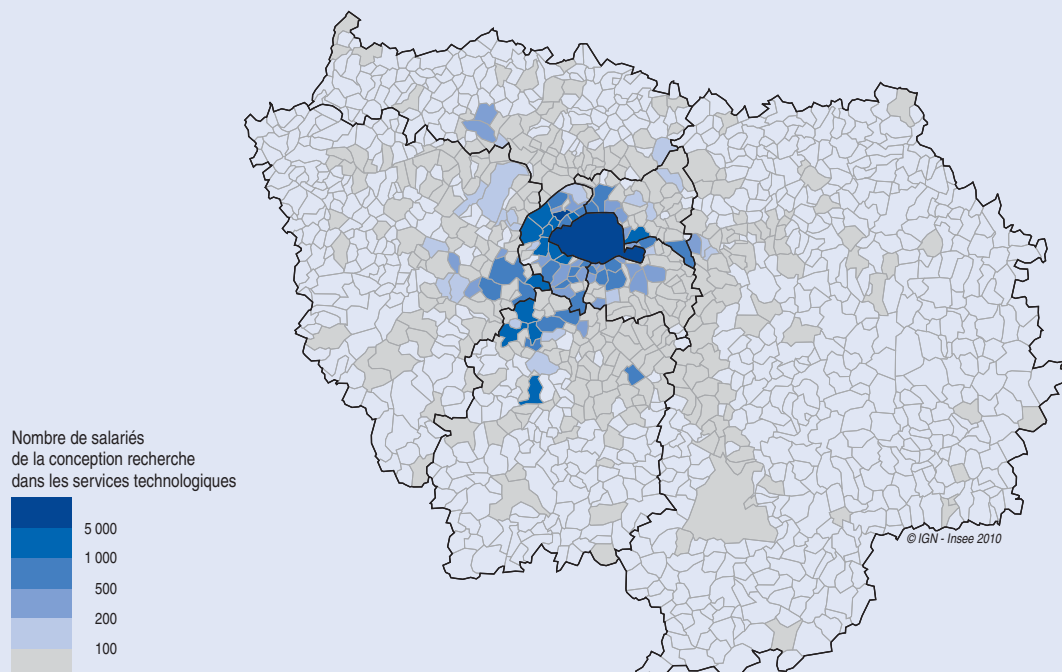 Nombre de salariés
de la conception recherche
dans les services technologiques
5 000
1 000
500
200
100
© IGN - Insee 2010